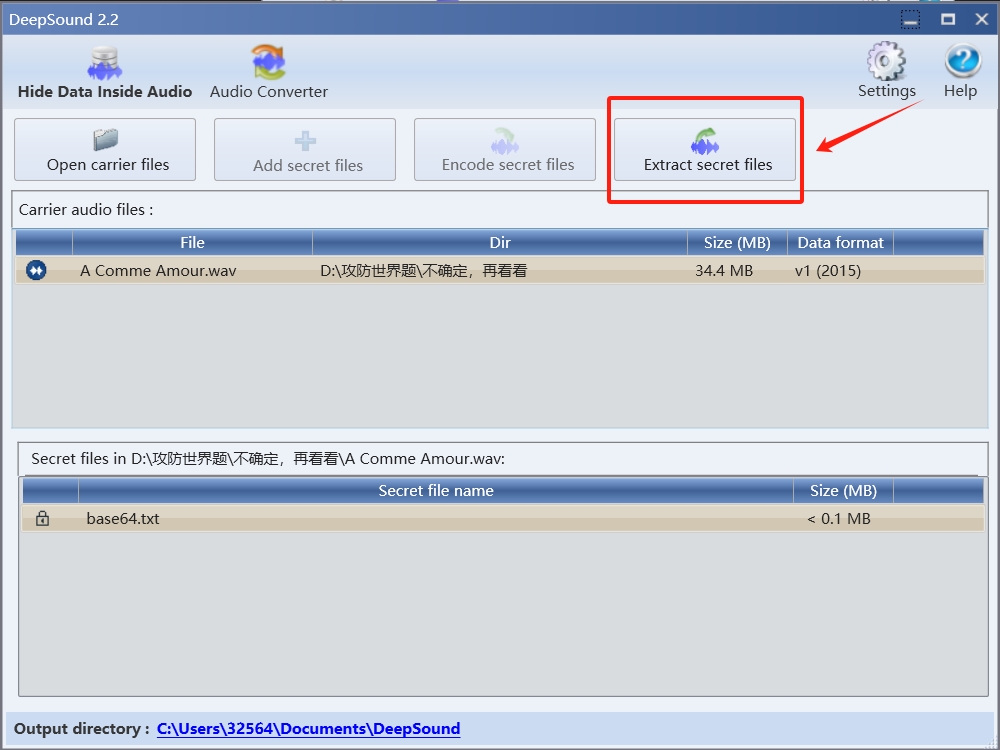 DeepSound 2.2
Hide Data Inside Audio Audio Converter Settings Help
Open carrier files Add secret files Encode secret files Extract secret files
Carrier audio files :
File Dir Size (MB) Data format
A Comme Amour.wav D:\攻防世界题\不确定，再看看 34.4 MB v1 (2015)
Secret files in D:\攻防世界题\不确定，再看看\A Comme Amour.wav:
Secret file name Size (MB)
base64.txt < 0.1 MB
Output directory : C:\Users\32564\Documents\DeepSound